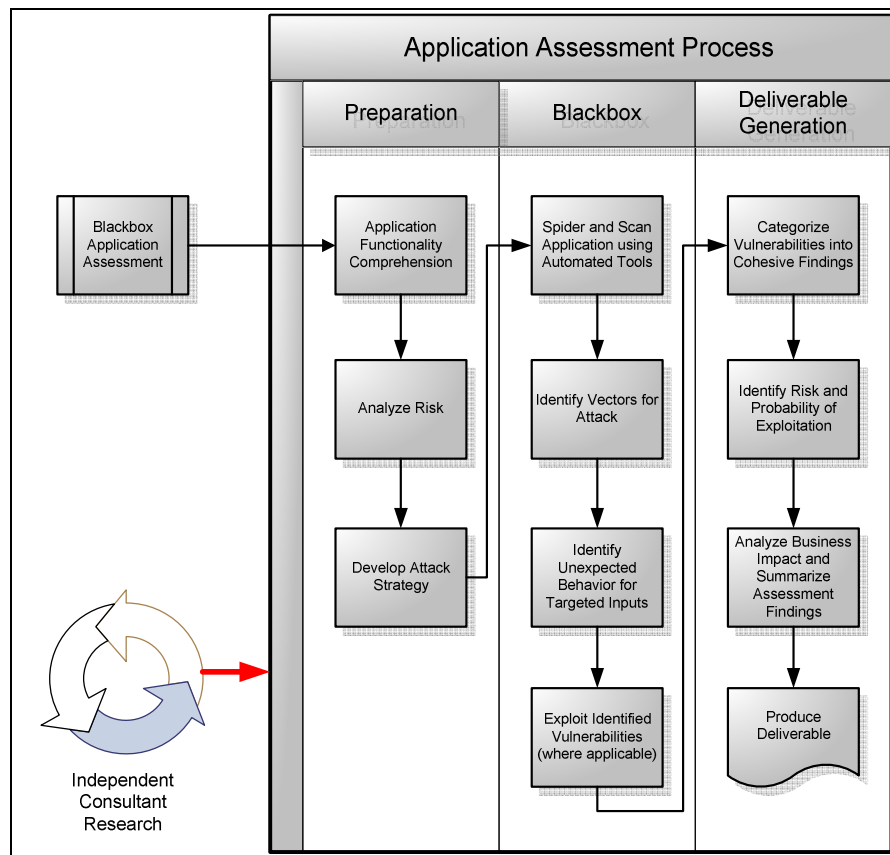 Application Assessment Process
Preparation
Blackbox
Deliverable
Generation
Blackbox
Application
Assessment
Application
Functionality
Comprehension
Analyze Risk
Develop Attack
Strategy
Spider and Scan
Application using
Automated Tools
Identify Vectors for
Attack
Identify
Unexpected
Behavior for
Targeted Inputs
Exploit Identified
Vulnerabilities
(where applicable)
Categorize
Vulnerabilities into
Cohesive Findings
Identify Risk and
Probability of
Exploitation
Analyze Business
Impact and
Summarize
Assessment
Findings
Produce
Deliverable
Independent
Consultant
Research